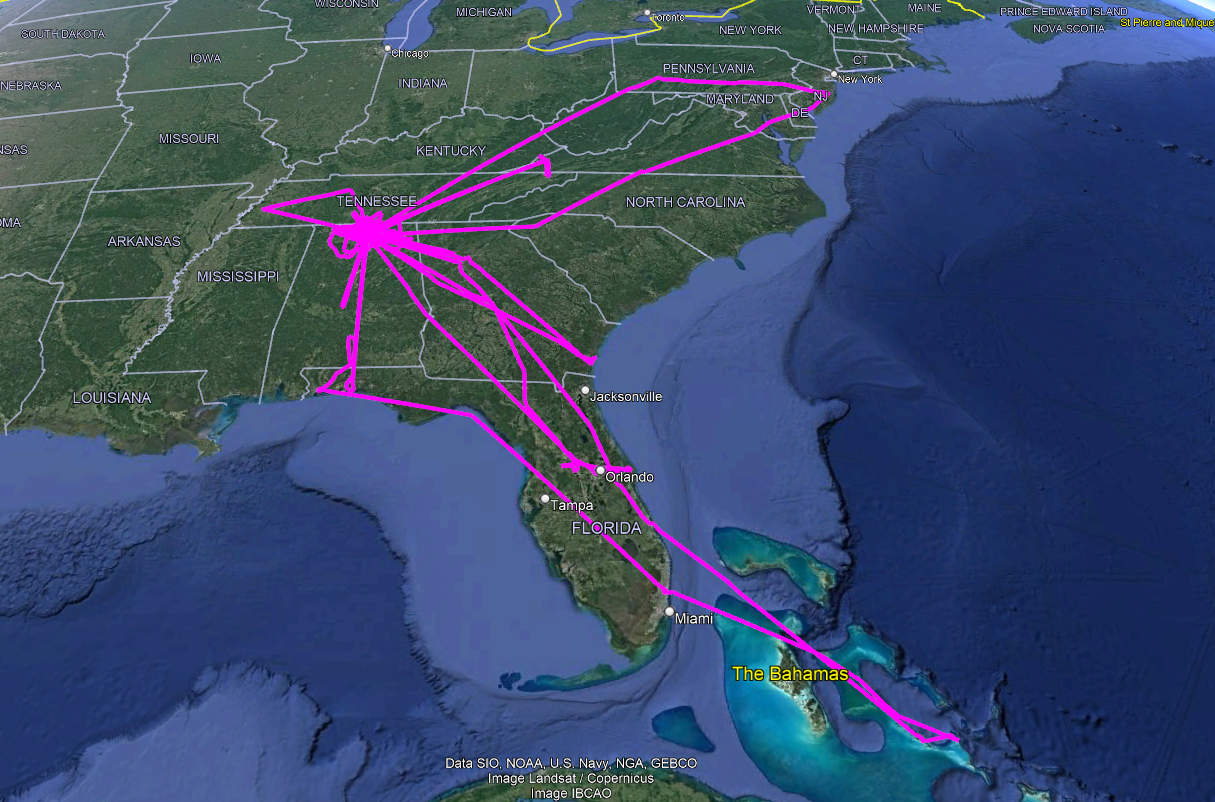 WISCONSIN
MICHIGAN
Toronto
VERMONT
MAINE
PRINCE EDWARD ISLAND
St Pierre and Mique
SOUTH DAKOTA
NEW YORK
NEW HAMPSHIRE
NOVA SCOTIA
IOWA
Chicago
CT
NEBRASKA
INDIANA
PENNSYLVANIA
New York
MARYLAND
NJ
DE
MISSOURI
NSAS
KENTUCKY
TENNESSEE
NORTH CAROLINA
OMA
ARKANSAS
MISSISSIPPI
LOUISIANA
Jacksonville
Orlando
Tampa
FLORIDA
Miami
The Bahamas
Data SIO, NOAA, U.S. Navy, NGA, GEBCO
Image Landsat / Copernicus
Image IBCAO